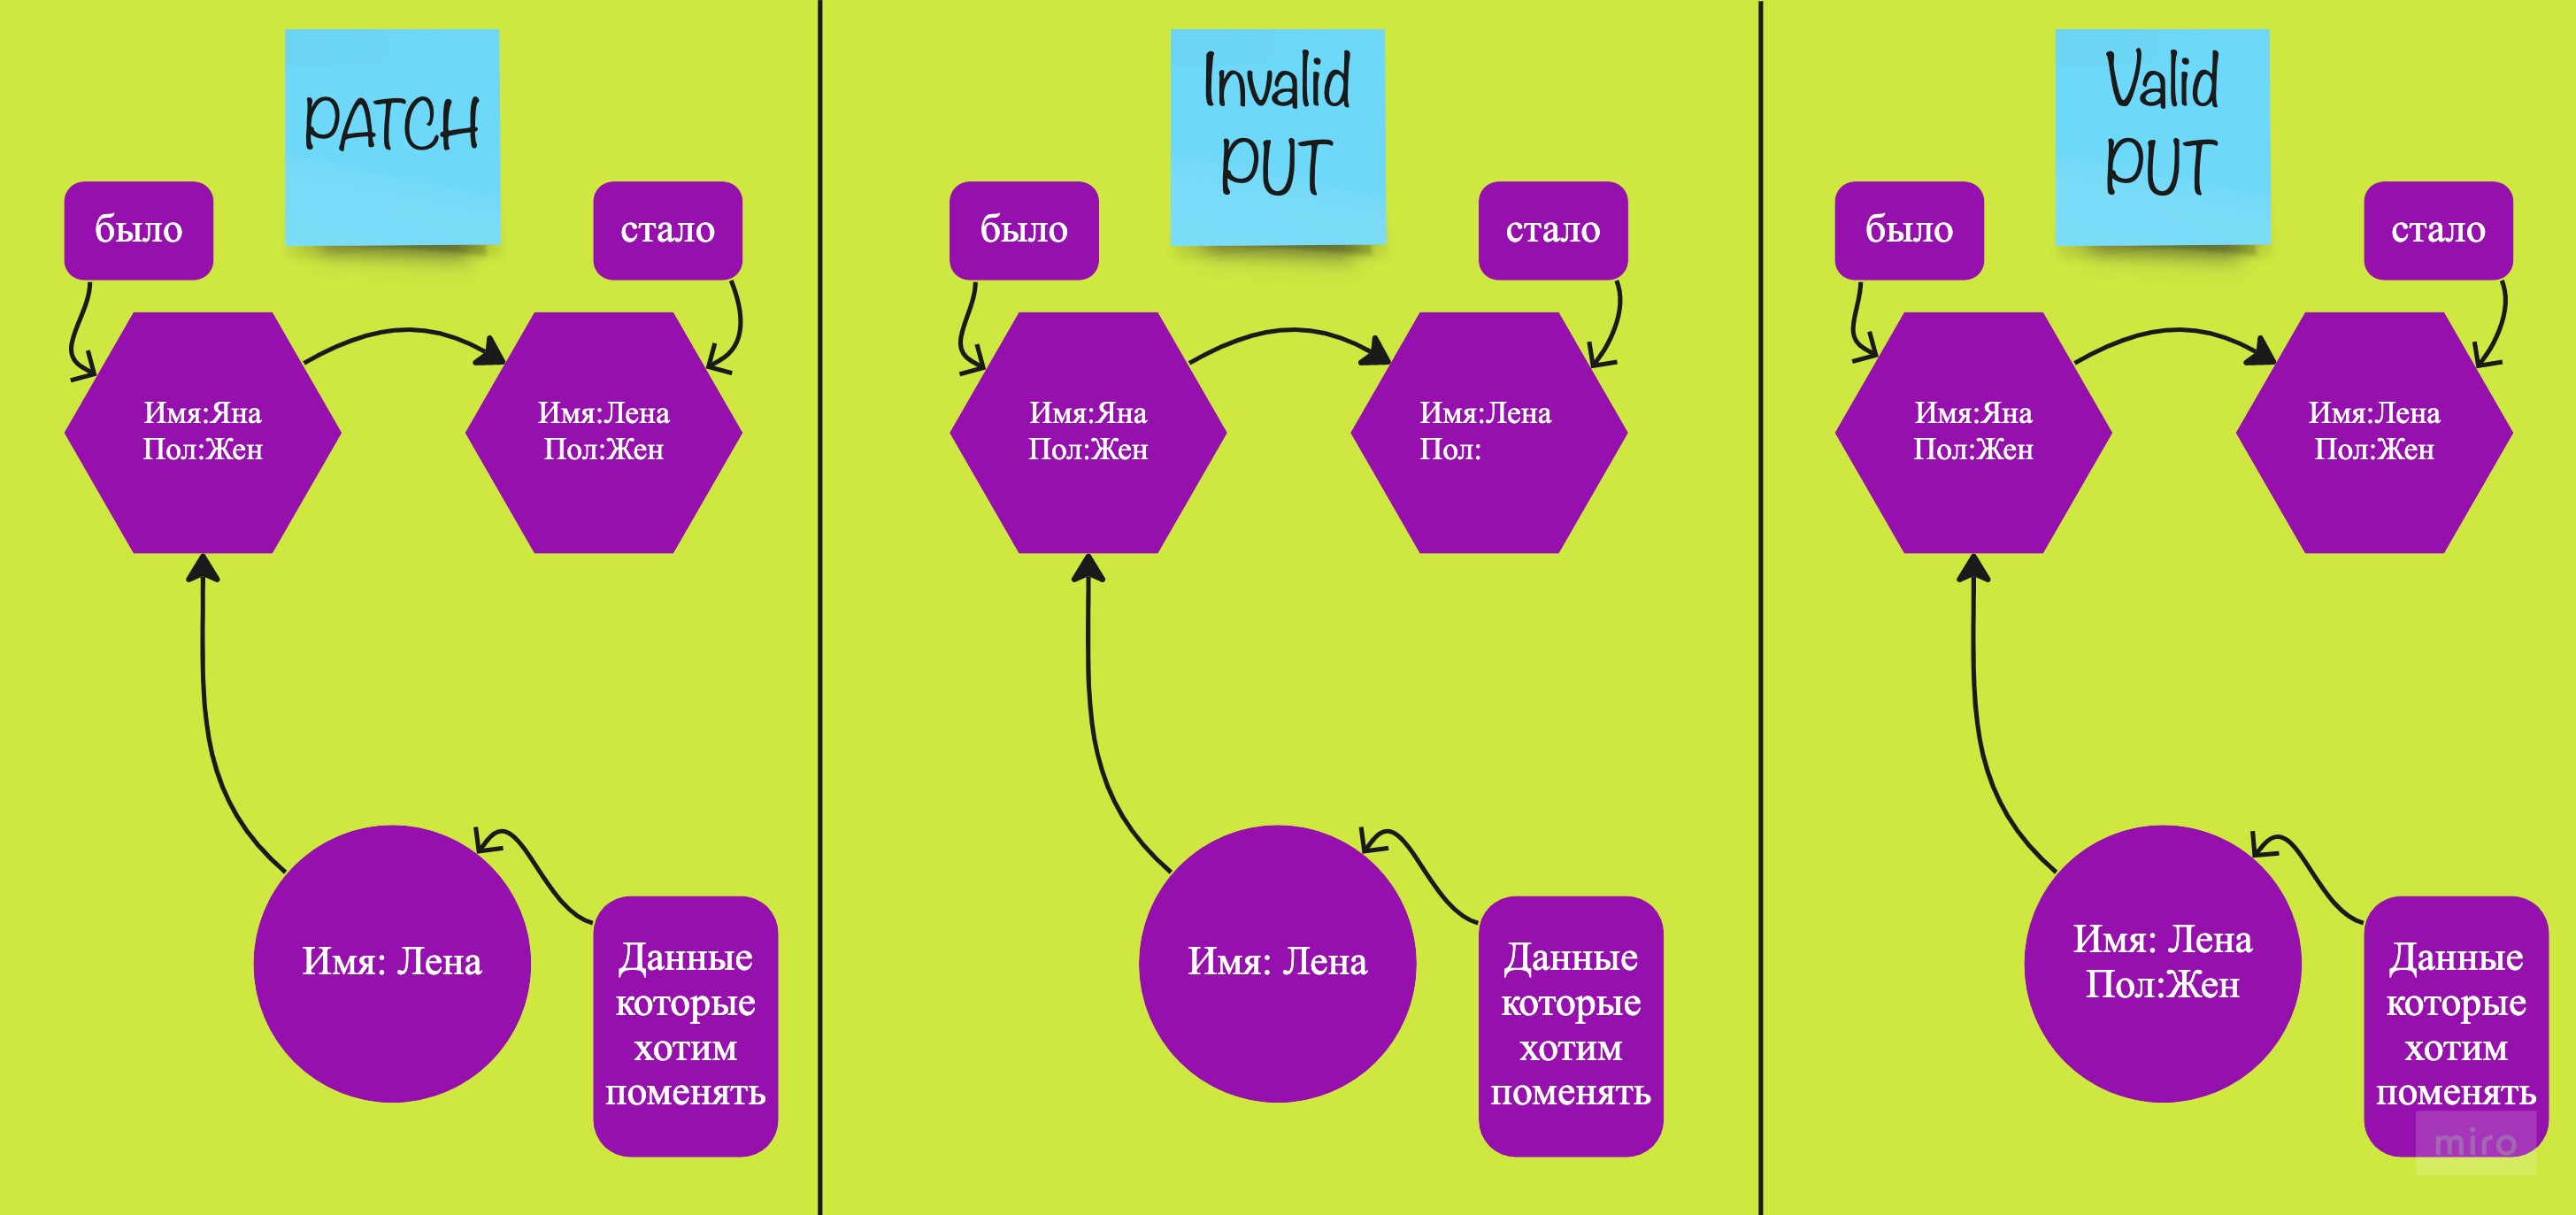 PATCH
было
стало
Имя:Яна
Пол:Жен
Имя:Лена
Пол:Жен
Имя: Лена
Данные
которые
хотим
поменять
Invalid
PUT
было
стало
Имя:Яна
Пол:Жен
Имя:Лена
Пол:
Имя: Лена
Данные
которые
хотим
поменять
Valid
PUT
было
стало
Имя:Яна
Пол:Жен
Имя:Лена
Пол:Жен
Имя: Лена
Пол:Жен
Данные
которые
хотим
поменять
miro